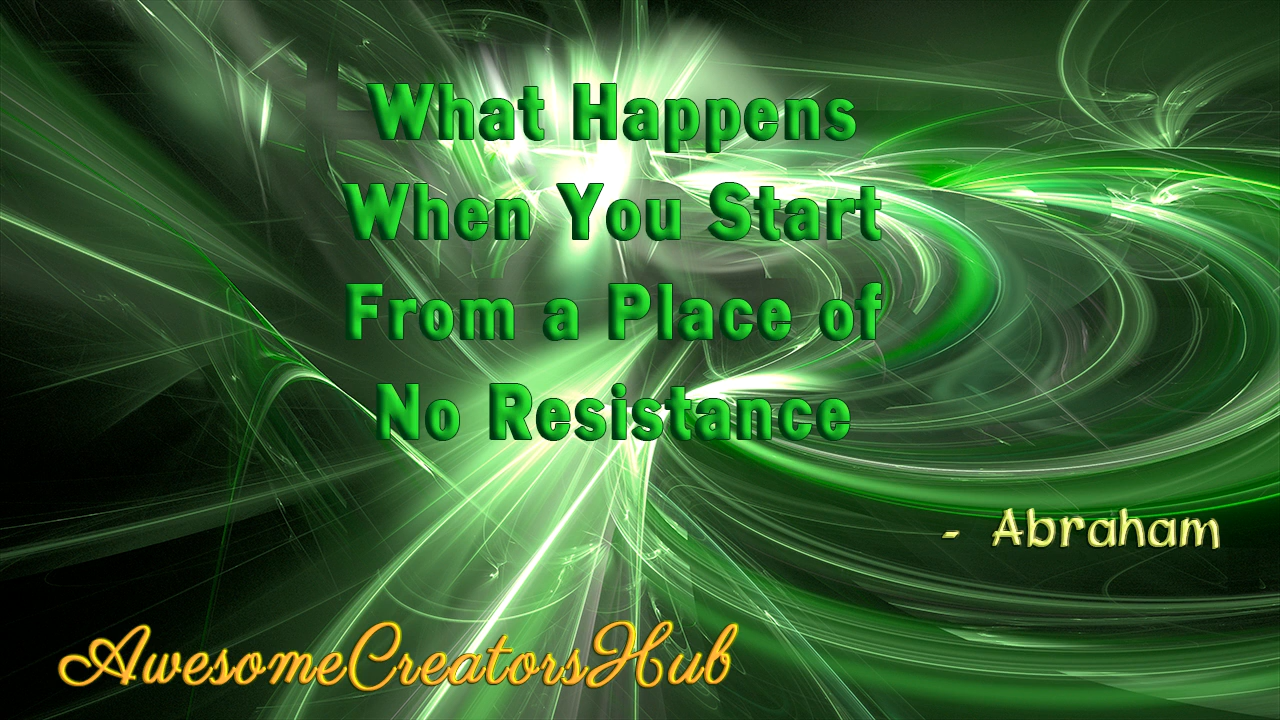 What Happens
When You Start
From a Place of
No Resistance
- Abraham
AwesomeCreatorsHub